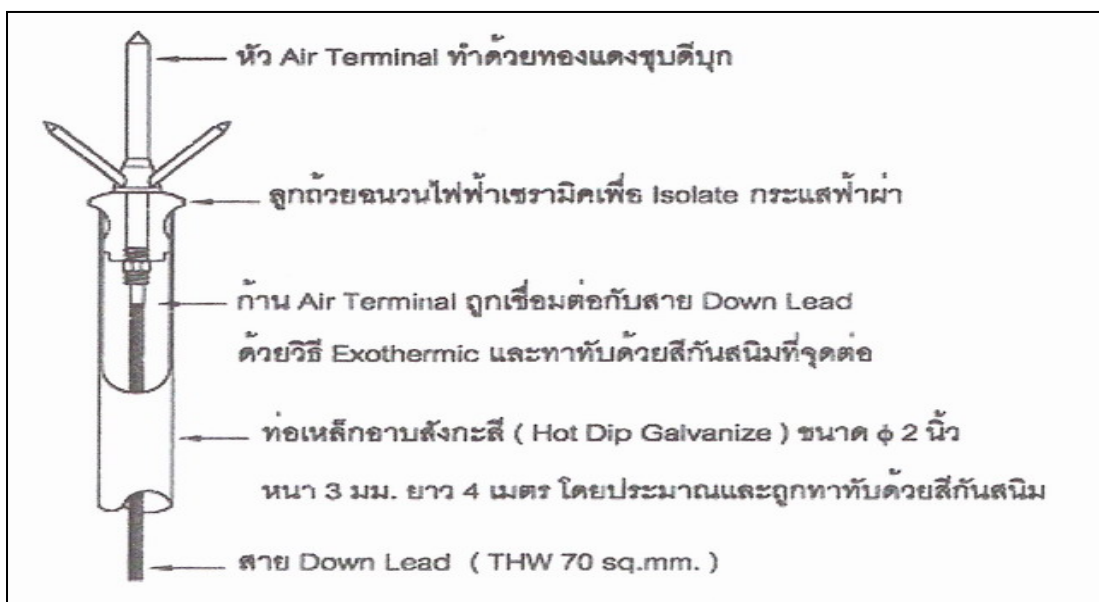 หัว Air Terminal ทำด้วยทองแดงชุบดีบุก
ลูกถ้วยฉนวนไฟฟ้าเซรามิคเพื่อ Isolate กระแสฟ้าผ่า
ก้าน Air Terminal ถูกเชื่อมต่อกับสาย Down Lead
ด้วยวิธี Exothermic และทาทับด้วยสีกันสนิมที่จุดต่อ
ท่อเหล็กอาบสังกะสี ( Hot Dip Galvanize ) ขนาด ϕ 2 นิ้ว
หนา 3 มม. ยาว 4 เมตร โดยประมาณและถูกทาทับด้วยสีกันสนิม
สาย Down Lead ( THW 70 sq.mm. )